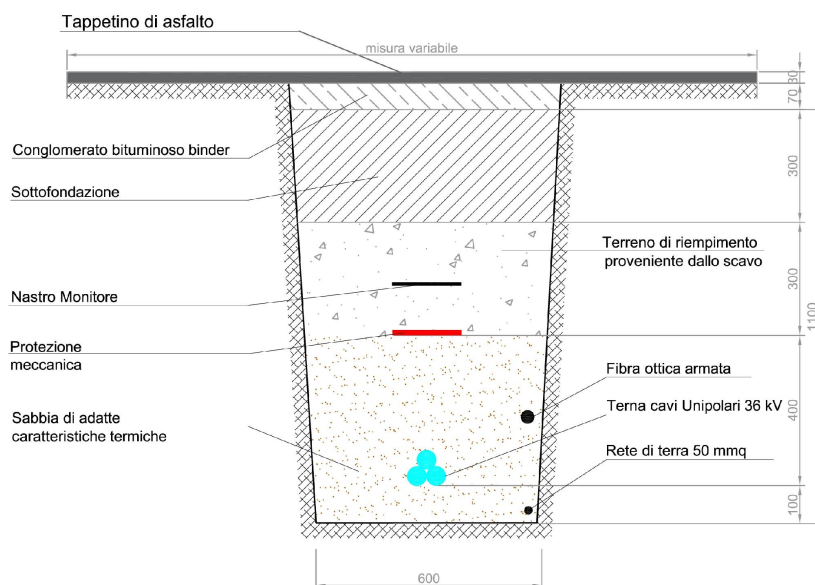 Tappetino di asfalto
misura variabile
30
70
Conglomerato bituminoso binder
300
Sottofondazione
Terreno di riempimento
proveniente dallo scavo
300
Nastro Monitore
1100
Protezione
meccanica
Fibra ottica armata
Terna cavi Unipolari 36 kV
400
Sabbia di adatte
caratteristiche termiche
Rete di terra 50 mmq
100
600